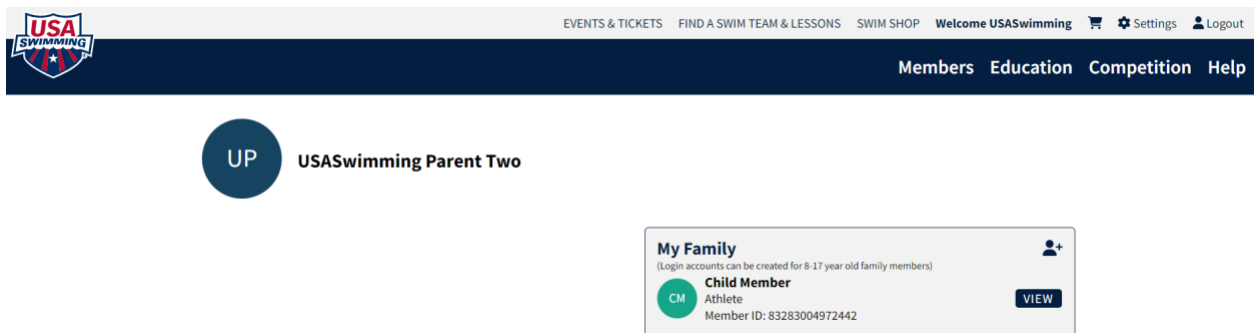 USA
SWIMMING
EVENTS & TICKETS FIND A SWIM TEAM & LESSONS SWIM SHOP Welcome USASwimming Settings Logout
Members Education Competition Help
UP USASwimming Parent Two
My Family
(Login accounts can be created for 8-17 year old family members)
Child Member
CM Athlete VIEW
Member ID: 83283004972442